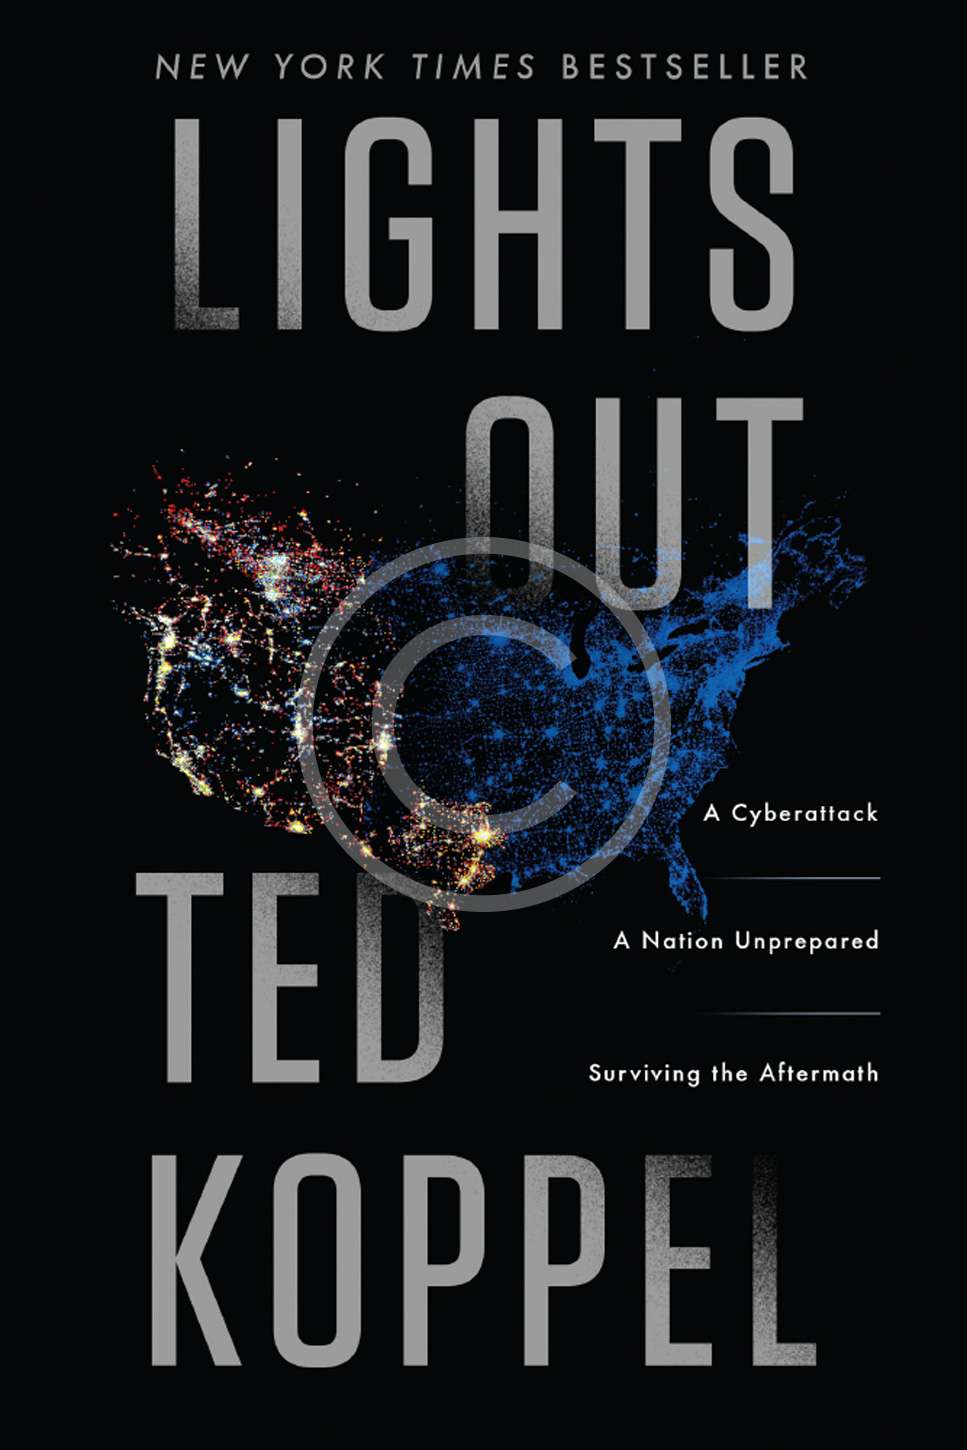 NEW YORK TIMES BESTSELLER
LIGHTS
OUT
A Cyberattack
A Nation Unprepared
Surviving the Aftermath
TED
KOPPEL